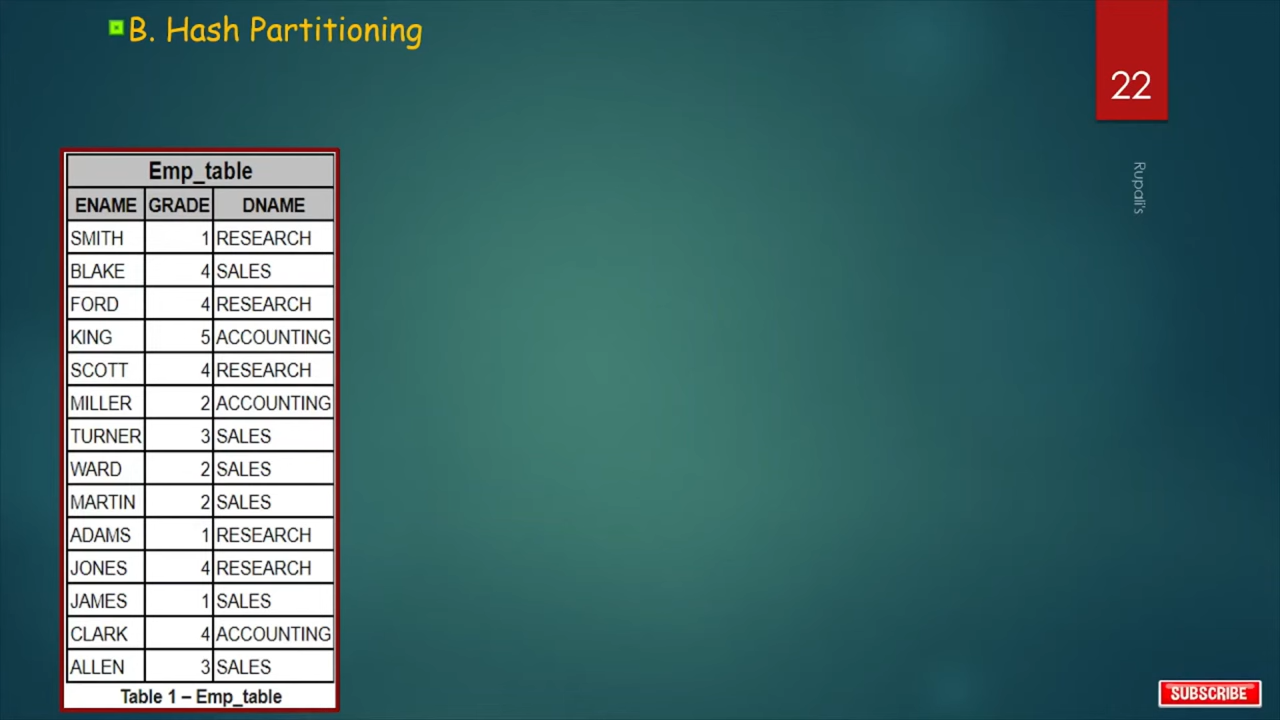 B. Hash Partitioning
22
Rupali's
Emp_table
ENAME GRADE DNAME
SMITH 1 RESEARCH
BLAKE 4 SALES
FORD 4 RESEARCH
KING 5 ACCOUNTING
SCOTT 4 RESEARCH
MILLER 2 ACCOUNTING
TURNER 3 SALES
WARD 2 SALES
MARTIN 2 SALES
ADAMS 1 RESEARCH
JONES 4 RESEARCH
JAMES 1 SALES
CLARK 4 ACCOUNTING
ALLEN 3 SALES
Table 1 – Emp_table
SUBSCRIBE